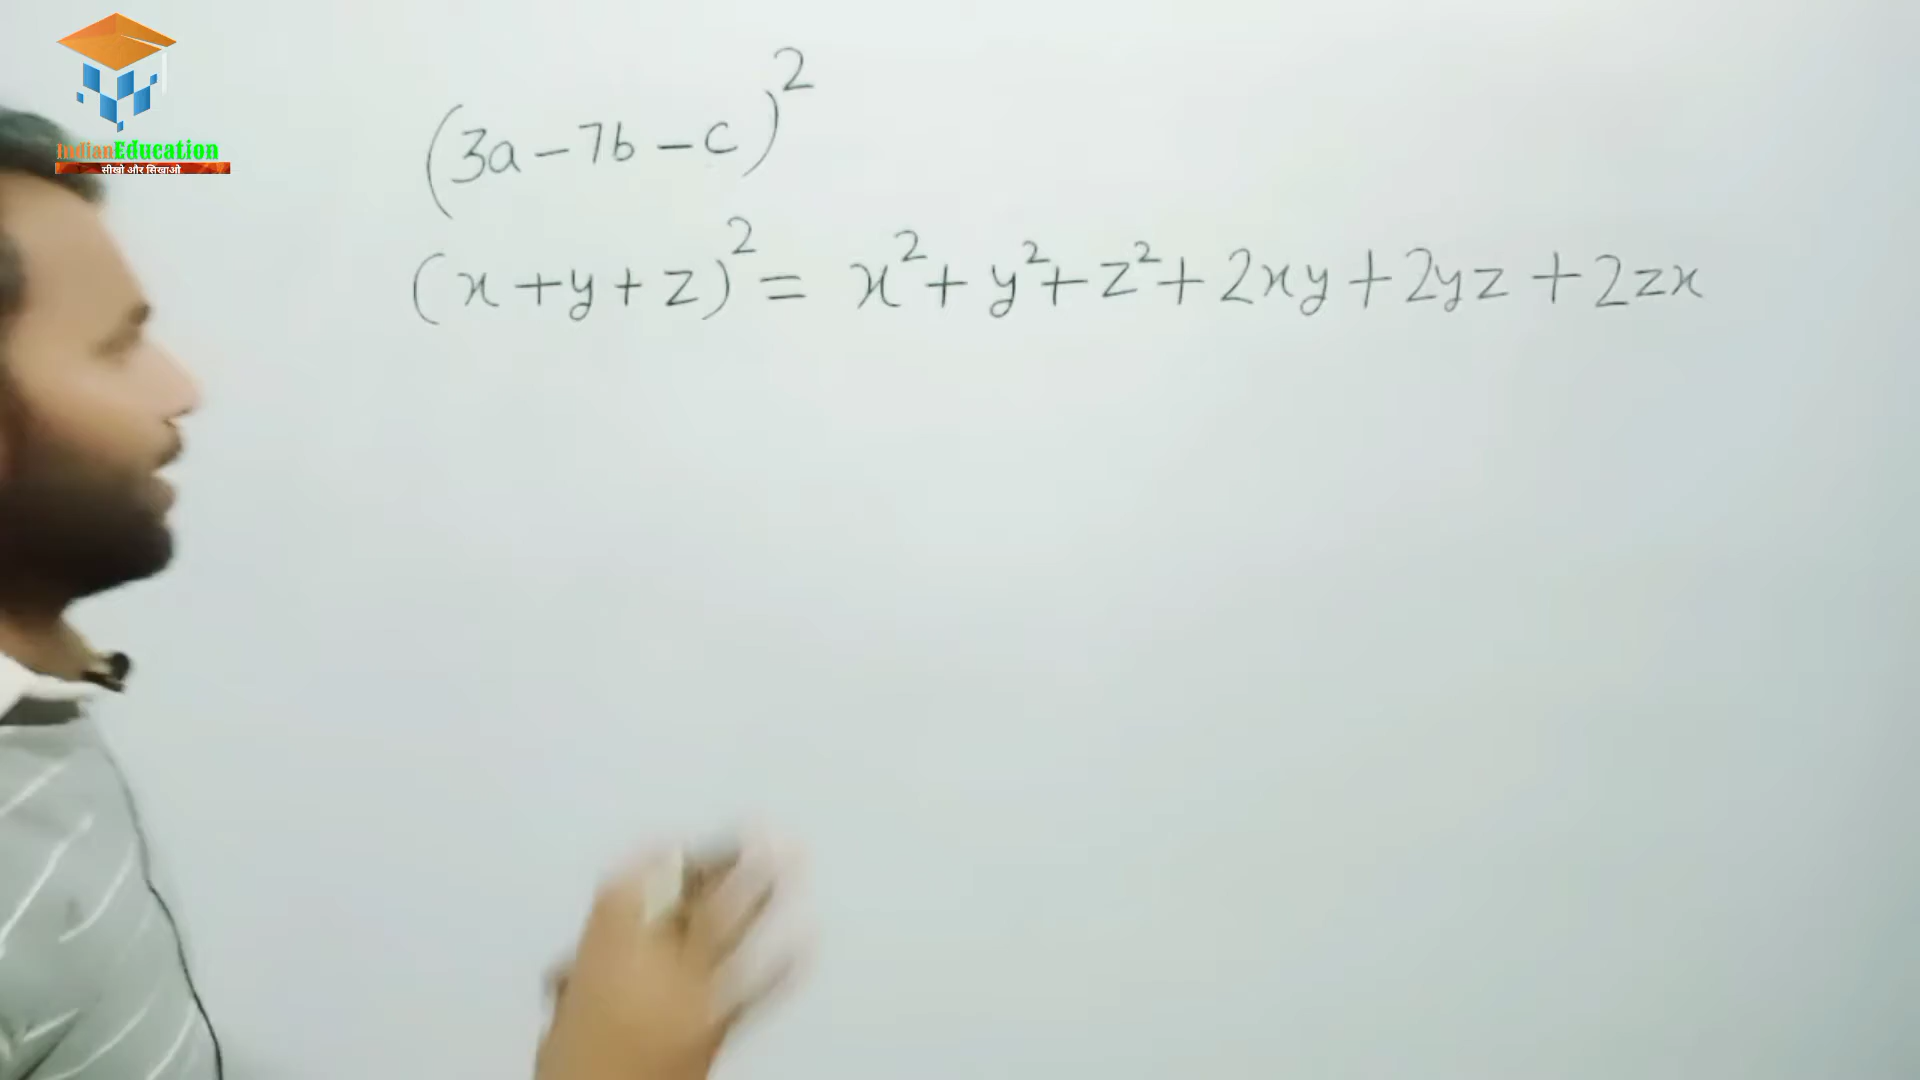 IndianEducation
सीखो और सिखाओ
(3a-7b-c)²
(x+y+z)² = x²+y²+z²+2xy+2yz+2zx